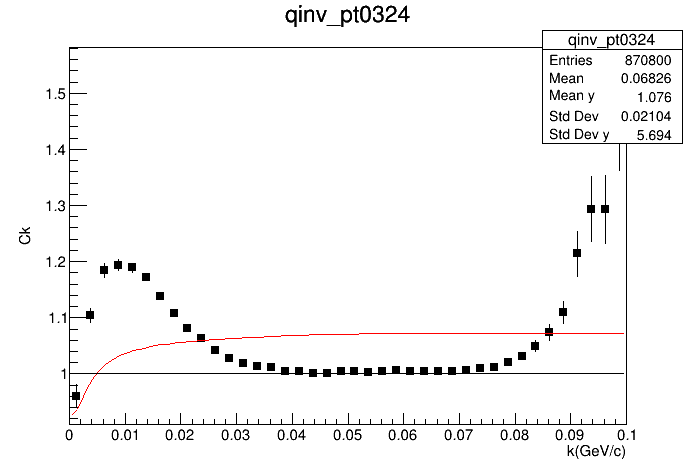 qinv_pt0324
qinv_pt0324
Entries 870800
Mean 0.06826
Mean y 1.076
Std Dev 0.02104
Std Dev y 5.694
Ck
1.5
1.4
1.3
1.2
1.1
1
0 0.01 0.02 0.03 0.04 0.05 0.06 0.07 0.08 0.09 0.1
k(GeV/c)